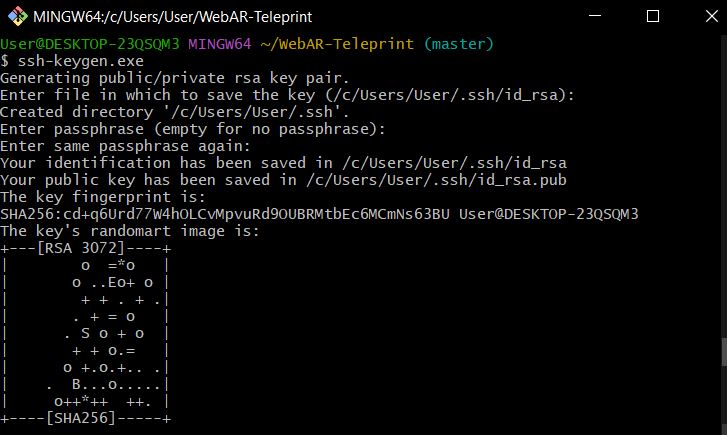 MINGW64:/c/Users/User/WebAR-Teleprint
User@DESKTOP-23QSQM3 MINGW64 ~/WebAR-Teleprint (master)
$ ssh-keygen.exe
Generating public/private rsa key pair.
Enter file in which to save the key (/c/Users/User/.ssh/id_rsa):
Created directory '/c/Users/User/.ssh'.
Enter passphrase (empty for no passphrase):
Enter same passphrase again:
Your identification has been saved in /c/Users/User/.ssh/id_rsa
Your public key has been saved in /c/Users/User/.ssh/id_rsa.pub
The key fingerprint is:
SHA256:cd+q6Urd77W4hOLCvMpvuRd9OUBRMtbEc6MCmNs63BU User@DESKTOP-23QSQM3
The key's randomart image is:
+---[RSA 3072]----+
|         o  =*o   |
|        o ..Eo+ o |
|         + + . + .|
|        . + = o   |
|       . S o + o  |
|        + + o.=   |
|       o +.o.+.. .|
|     .  B...o.....|
|      o++*++  ++. |
+----[SHA256]-----+